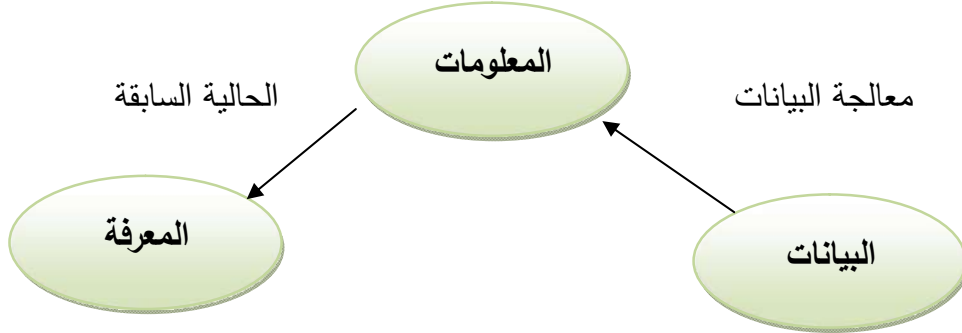 المعلومات
معالجة البيانات
الحالية السابقة
البيانات
المعرفة